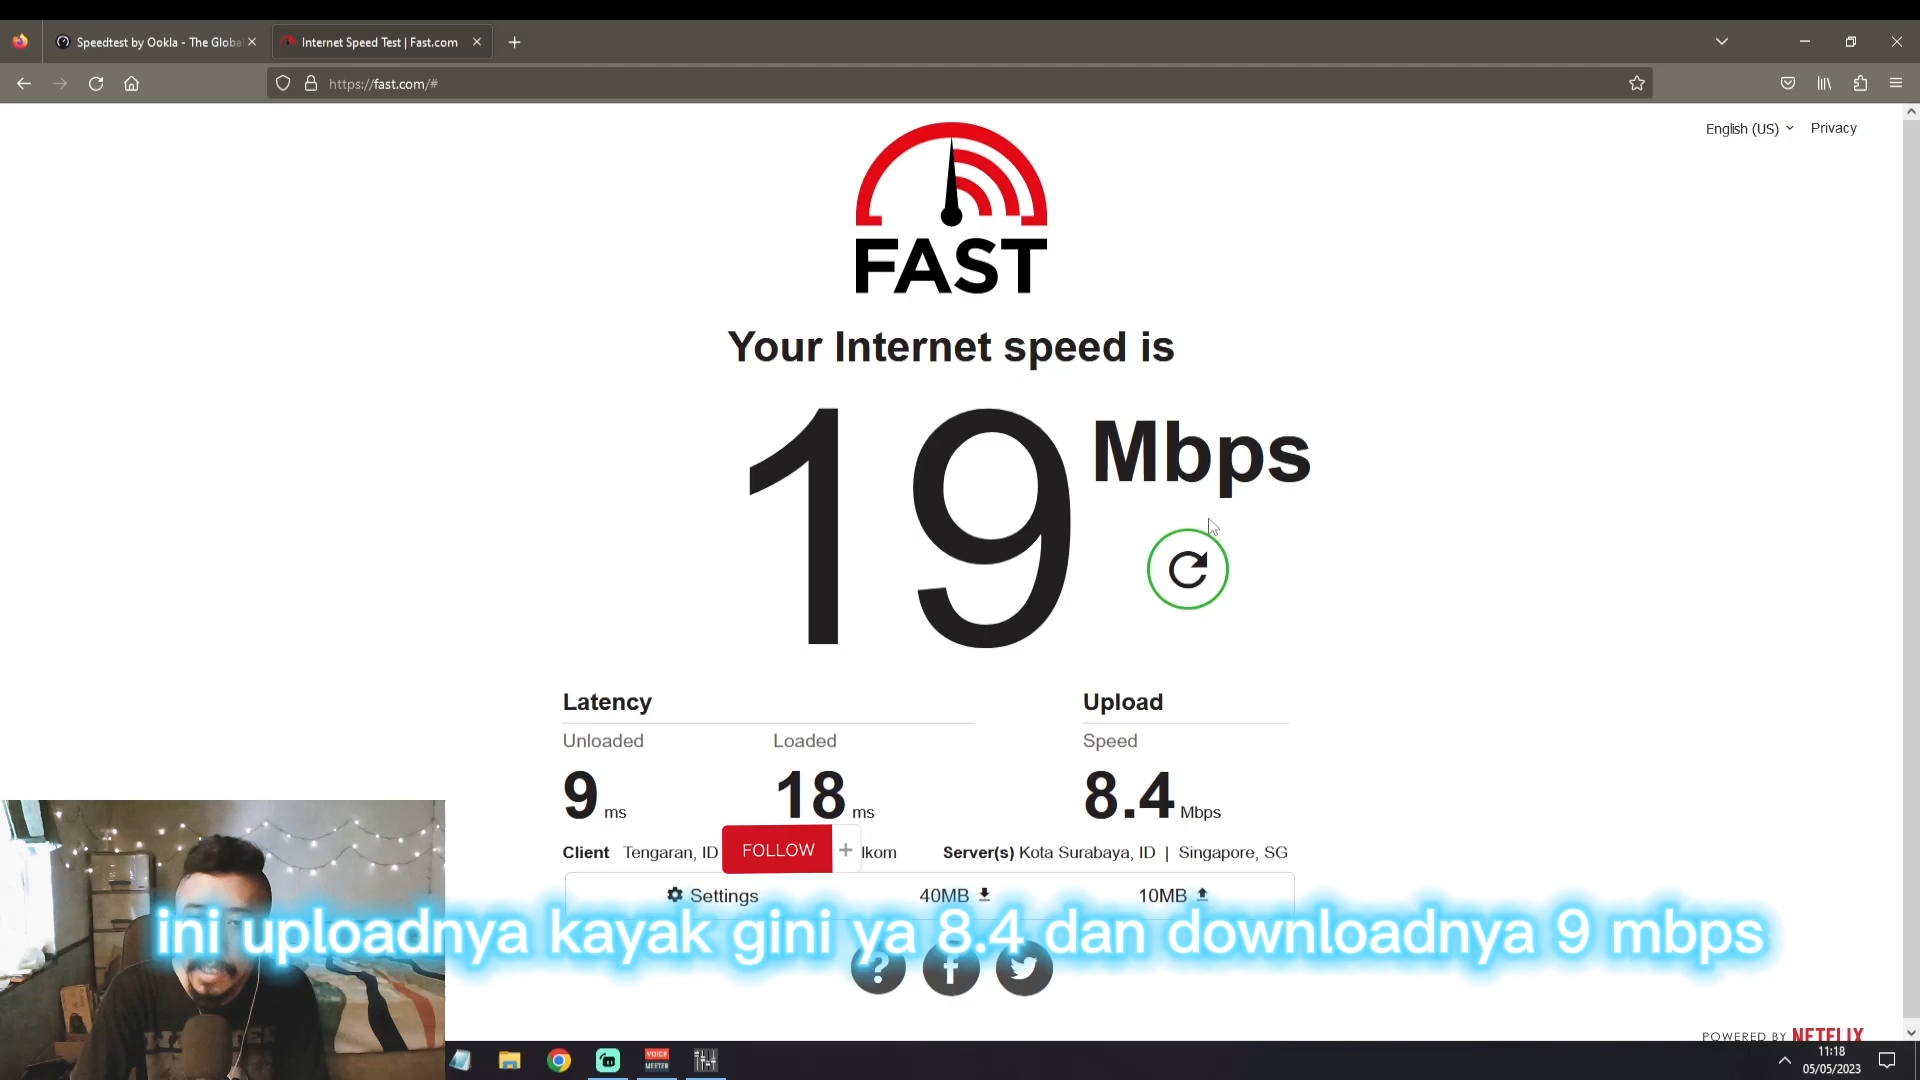 Speedtest by Ookla - The Globa
Internet Speed Test | Fast.com
https://fast.com/#
English (US)
Privacy
FAST
Your Internet speed is
19 Mbps
Latency
Upload
Unloaded
Loaded
Speed
9 ms
18 ms
8.4 Mbps
Client Tengaran, ID
FOLLOW +
lkom
Server(s) Kota Surabaya, ID | Singapore, SG
Settings
40MB
10MB
ini uploadnya kayak gini ya 8.4 dan downloadnya 9 mbps
POWERED BY NETFLIX
VOICE
MEETER
11:18
05/05/2023